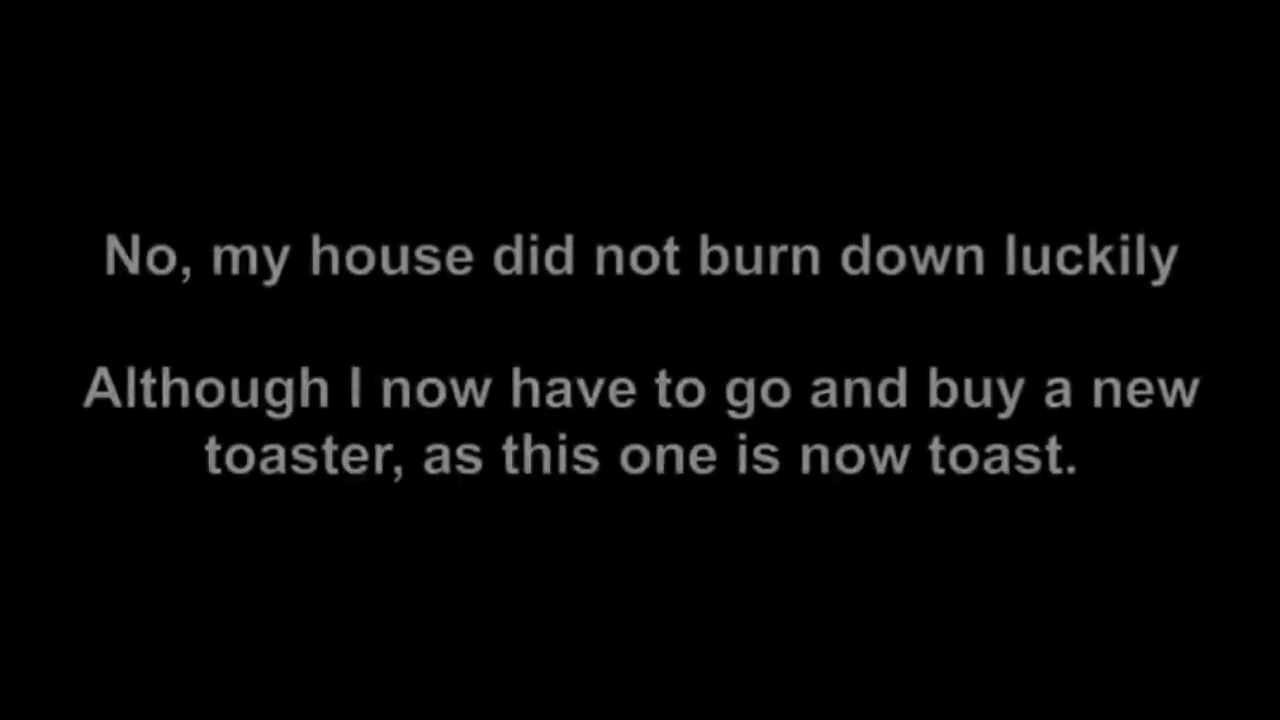 No, my house did not burn down luckily
Although I now have to go and buy a new
toaster, as this one is now toast.